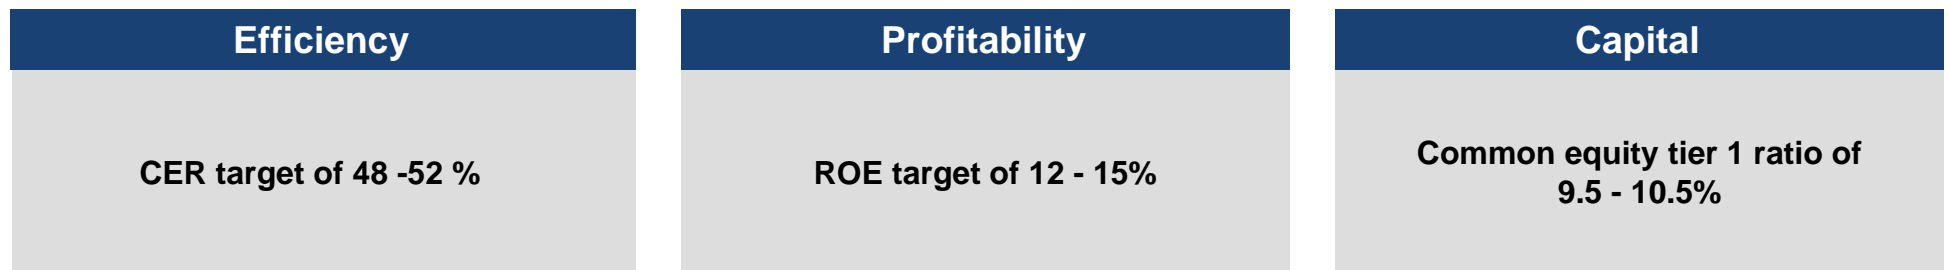 Efficiency
CER target of 48 -52 %
Profitability
ROE target of 12 - 15%
Capital
Common equity tier 1 ratio of
9.5 - 10.5%